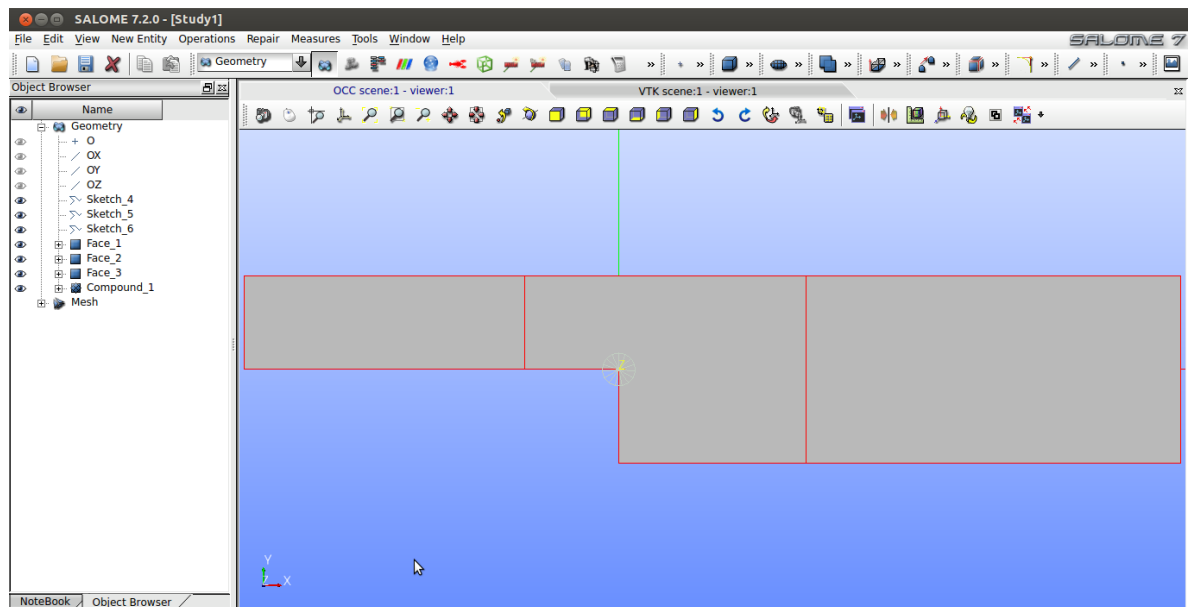 SALOME 7.2.0 - [Study1]
File Edit View New Entity Operations Repair Measures Tools Window Help
SALOME 7
Geometry
Object Browser
OCC scene:1 - viewer:1
VTK scene:1 - viewer:1
Name
Geometry
O
OX
OY
OZ
Sketch_4
Sketch_5
Sketch_6
Face_1
Face_2
Face_3
Compound_1
Mesh
Z
Y
Z X
NoteBook Object Browser